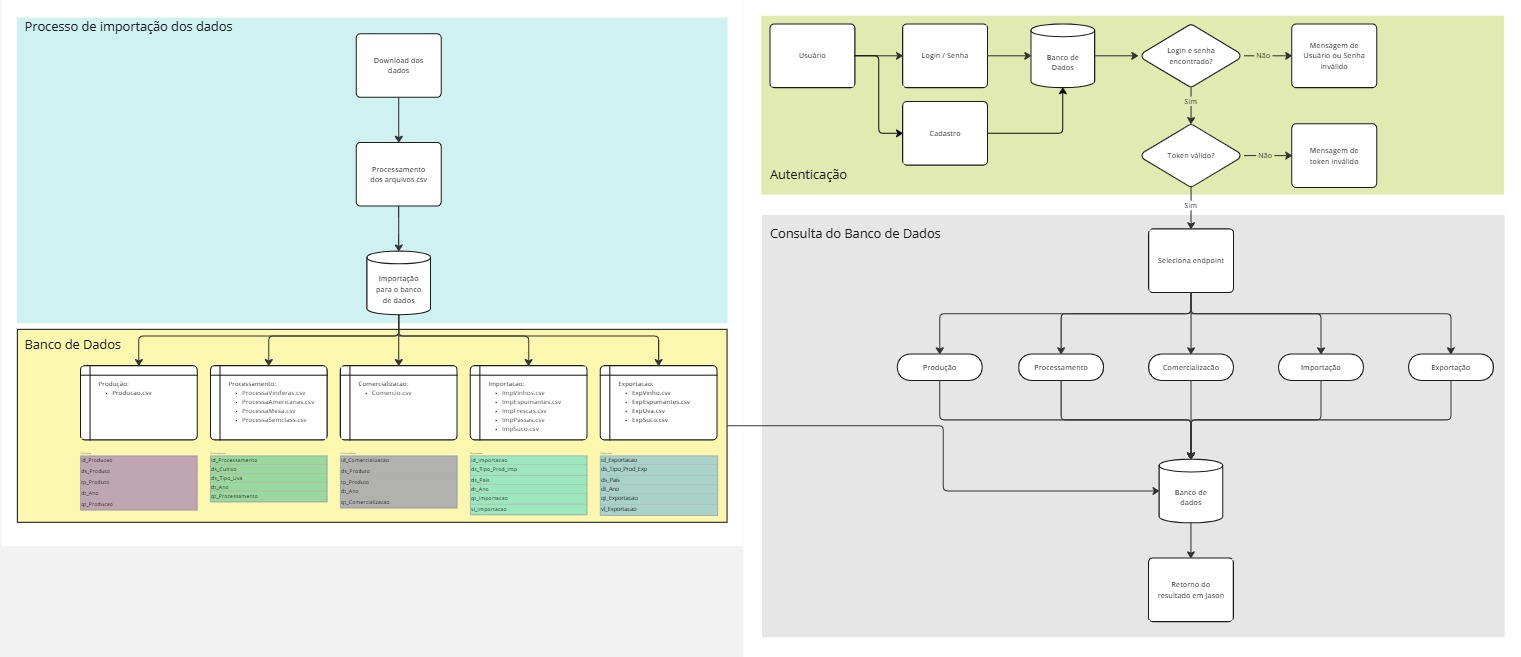 Processo de importação dos dados
Download dos
dados
Processamento
dos arquivos csv
Importação
para o banco
de dados
Banco de Dados
Produção:
• Producao.csv
Processamento:
• ProcessaViniferas.csv
• ProcessaAmericanas.csv
• ProcessaMesa.csv
• ProcessaSemclass.csv
Comercializacao:
• Comercio.csv
Importacao:
• ImpVinhos.csv
• ImpEspumantes.csv
• ImpFrescas.csv
• ImpPassas.csv
• ImpSuco.csv
Exportacao:
• ExpVinho.csv
• ExpEspumantes.csv
• ExpUva.csv
• ExpSuco.csv
id_Producao
ds_Produto
tp_Produto
dt_Ano
qt_Producao
id_Processamento
ds_Cultivo
ds_Tipo_Uva
dt_Ano
qt_Processamento
id_Comercializacao
ds_Produto
tp_Produto
dt_Ano
qt_Comercializacao
id_Importacao
ds_Tipo_Prod_Imp
ds_Pais
dt_Ano
qt_Importacao
vl_Importacao
id_Exportacao
ds_Tipo_Prod_Exp
ds_Pais
dt_Ano
qt_Exportacao
vl_Exportacao
Usuário
Login / Senha
Cadastro
Banco de
Dados
Login e senha
encontrado?
Não
Mensagem de
Usuário ou Senha
inválido
Sim
Token válido?
Não
Mensagem de
token inválido
Autenticação
Sim
Consulta do Banco de Dados
Seleciona endpoint
Produção
Processamento
Comercialização
Importação
Exportação
Banco de
dados
Retorno do
resultado em Jason